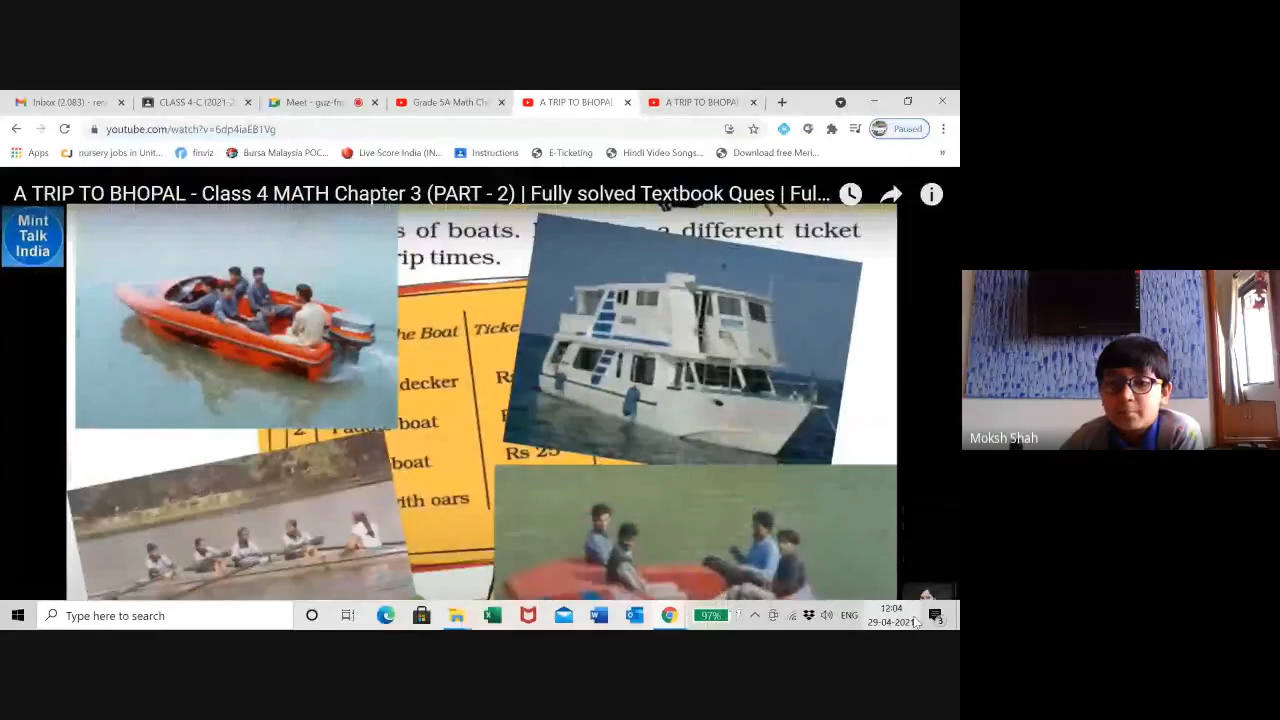 Inbox (2,083) - ren
CLASS 4-C (2021-2
Meet - guz-fm
Grade 5A Math Ch
A TRIP TO BHOPAL
A TRIP TO BHOPAL
youtube.com/watch?v=6dp4iaEB1Vg
Paused
Apps
nursery jobs in Unit...
finviz
Bursa Malaysia POC...
Live Score India (IN...
Instructions
E-Ticketing
Hindi Video Songs...
Download free Meri...
»
A TRIP TO BHOPAL - Class 4 MATH Chapter 3 (PART - 2) | Fully solved Textbook Ques | Ful...
Mint
Talk
India
s of boats. a different ticket
rip times.
he Boat Ticke
decker Rs
2 boat
boat Rs 25
ith oars
Moksh Shah
Type here to search
97%
ENG
12:04
29-04-2021
3